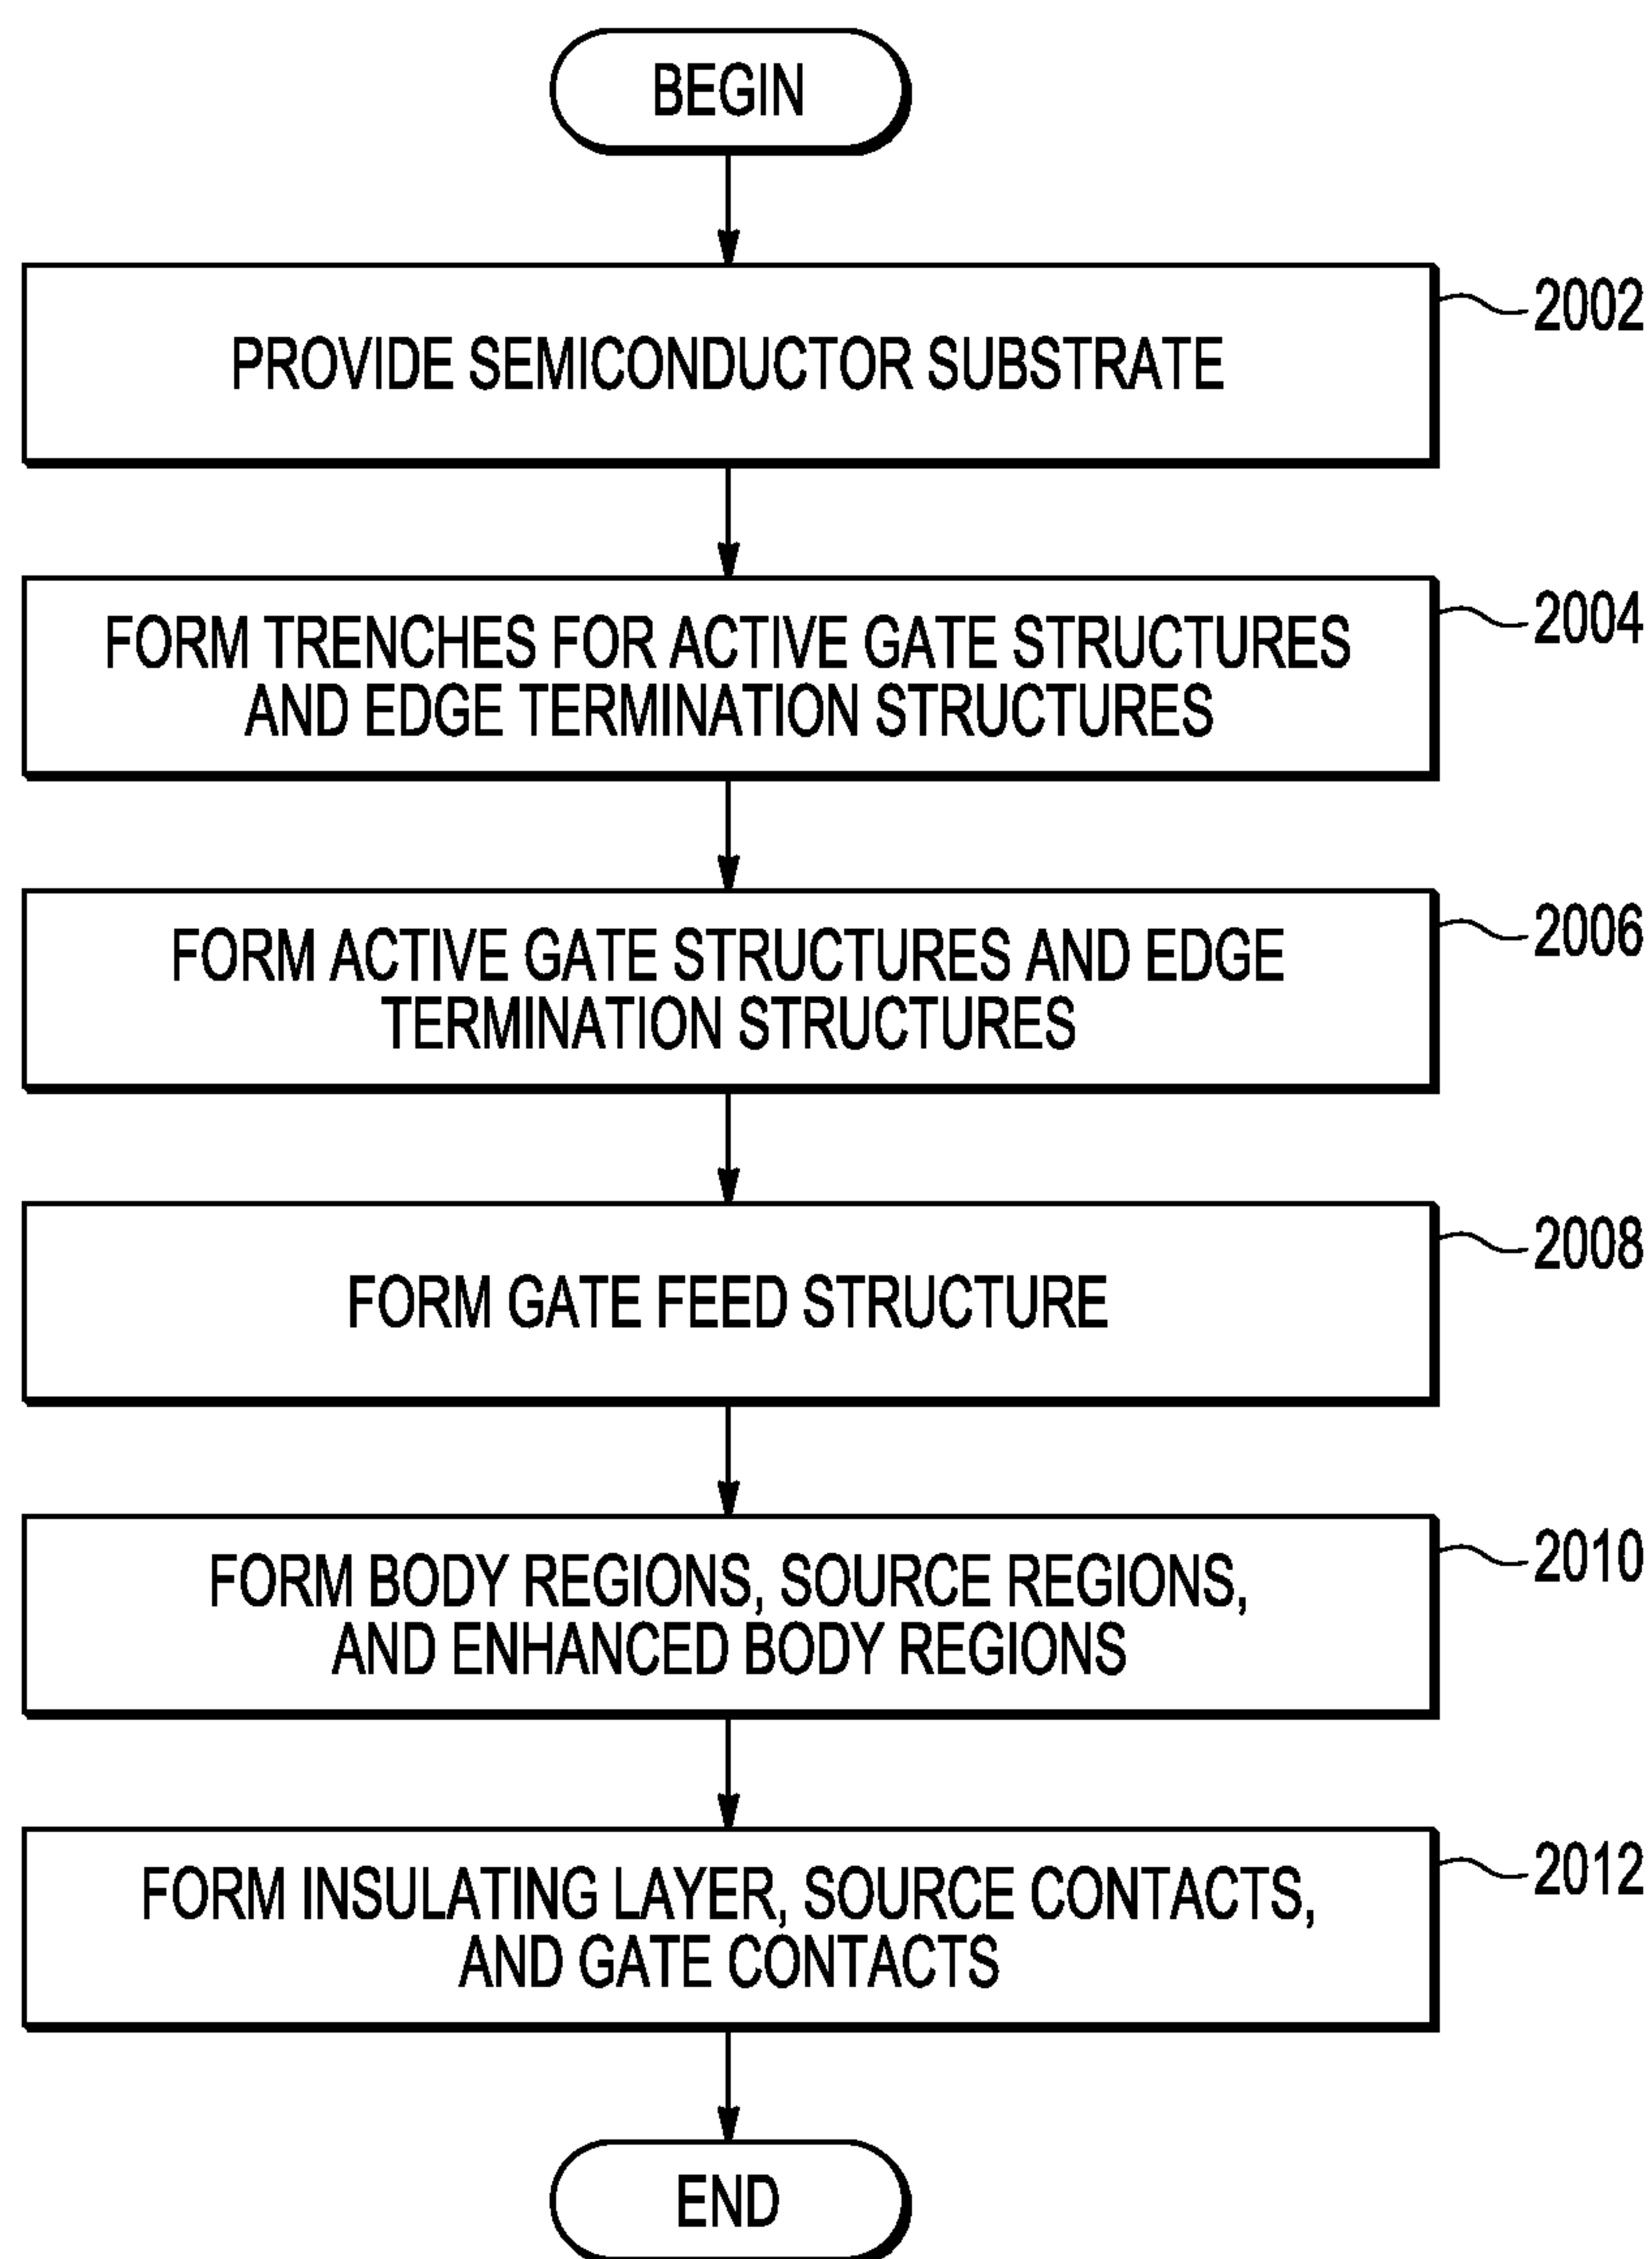 BEGIN
PROVIDE SEMICONDUCTOR SUBSTRATE
2002
FORM TRENCHES FOR ACTIVE GATE STRUCTURES
AND EDGE TERMINATION STRUCTURES
2004
FORM ACTIVE GATE STRUCTURES AND EDGE
TERMINATION STRUCTURES
2006
FORM GATE FEED STRUCTURE
2008
FORM BODY REGIONS, SOURCE REGIONS,
AND ENHANCED BODY REGIONS
2010
FORM INSULATING LAYER, SOURCE CONTACTS,
AND GATE CONTACTS
2012
END